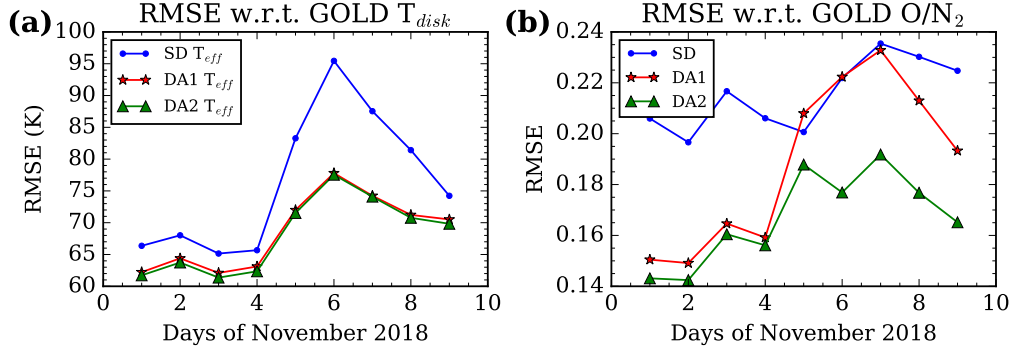 (a)
RMSE w.r.t. GOLD T_disk
RMSE (K)
100
95
90
85
80
75
70
65
60
SD T_eff
DA1 T_eff
DA2 T_eff
0 2 4 6 8 10
Days of November 2018
(b)
RMSE w.r.t. GOLD O/N_2
RMSE
0.24
0.22
0.20
0.18
0.16
0.14
SD
DA1
DA2
0 2 4 6 8 10
Days of November 2018